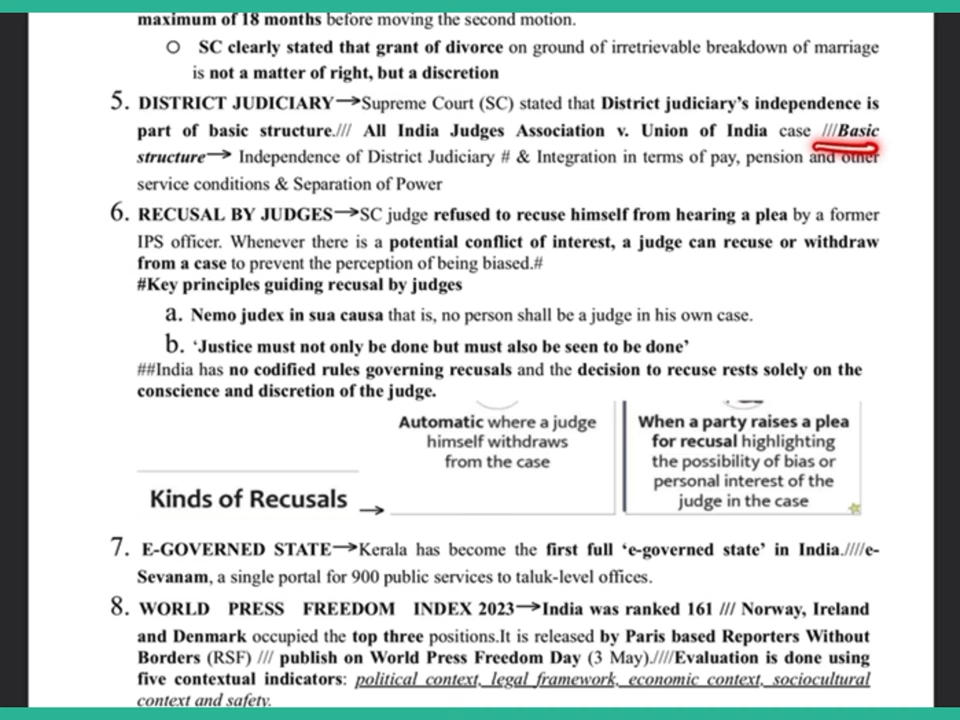 maximum of 18 months before moving the second motion.
O SC clearly stated that grant of divorce on ground of irretrievable breakdown of marriage
is not a matter of right, but a discretion
5. DISTRICT JUDICIARY→Supreme Court (SC) stated that District judiciary's independence is
part of basic structure./// All India Judges Association v. Union of India case ///Basic
structure→ Independence of District Judiciary # & Integration in terms of pay, pension and other
service conditions & Separation of Power
6. RECUSAL BY JUDGES→SC judge refused to recuse himself from hearing a plea by a former
IPS officer. Whenever there is a potential conflict of interest, a judge can recuse or withdraw
from a case to prevent the perception of being biased.#
#Key principles guiding recusal by judges
a. Nemo judex in sua causa that is, no person shall be a judge in his own case.
b. ‘Justice must not only be done but must also be seen to be done’
##India has no codified rules governing recusals and the decision to recuse rests solely on the
conscience and discretion of the judge.
Kinds of Recusals →
Automatic where a judge
himself withdraws
from the case
When a party raises a plea
for recusal highlighting
the possibility of bias or
personal interest of the
judge in the case
7. E-GOVERNED STATE→Kerala has become the first full ‘e-governed state’ in India.////e-
Sevanam, a single portal for 900 public services to taluk-level offices.
8. WORLD PRESS FREEDOM INDEX 2023→India was ranked 161 /// Norway, Ireland
and Denmark occupied the top three positions.It is released by Paris based Reporters Without
Borders (RSF) /// publish on World Press Freedom Day (3 May).////Evaluation is done using
five contextual indicators: political context, legal framework, economic context, sociocultural
context and safety.